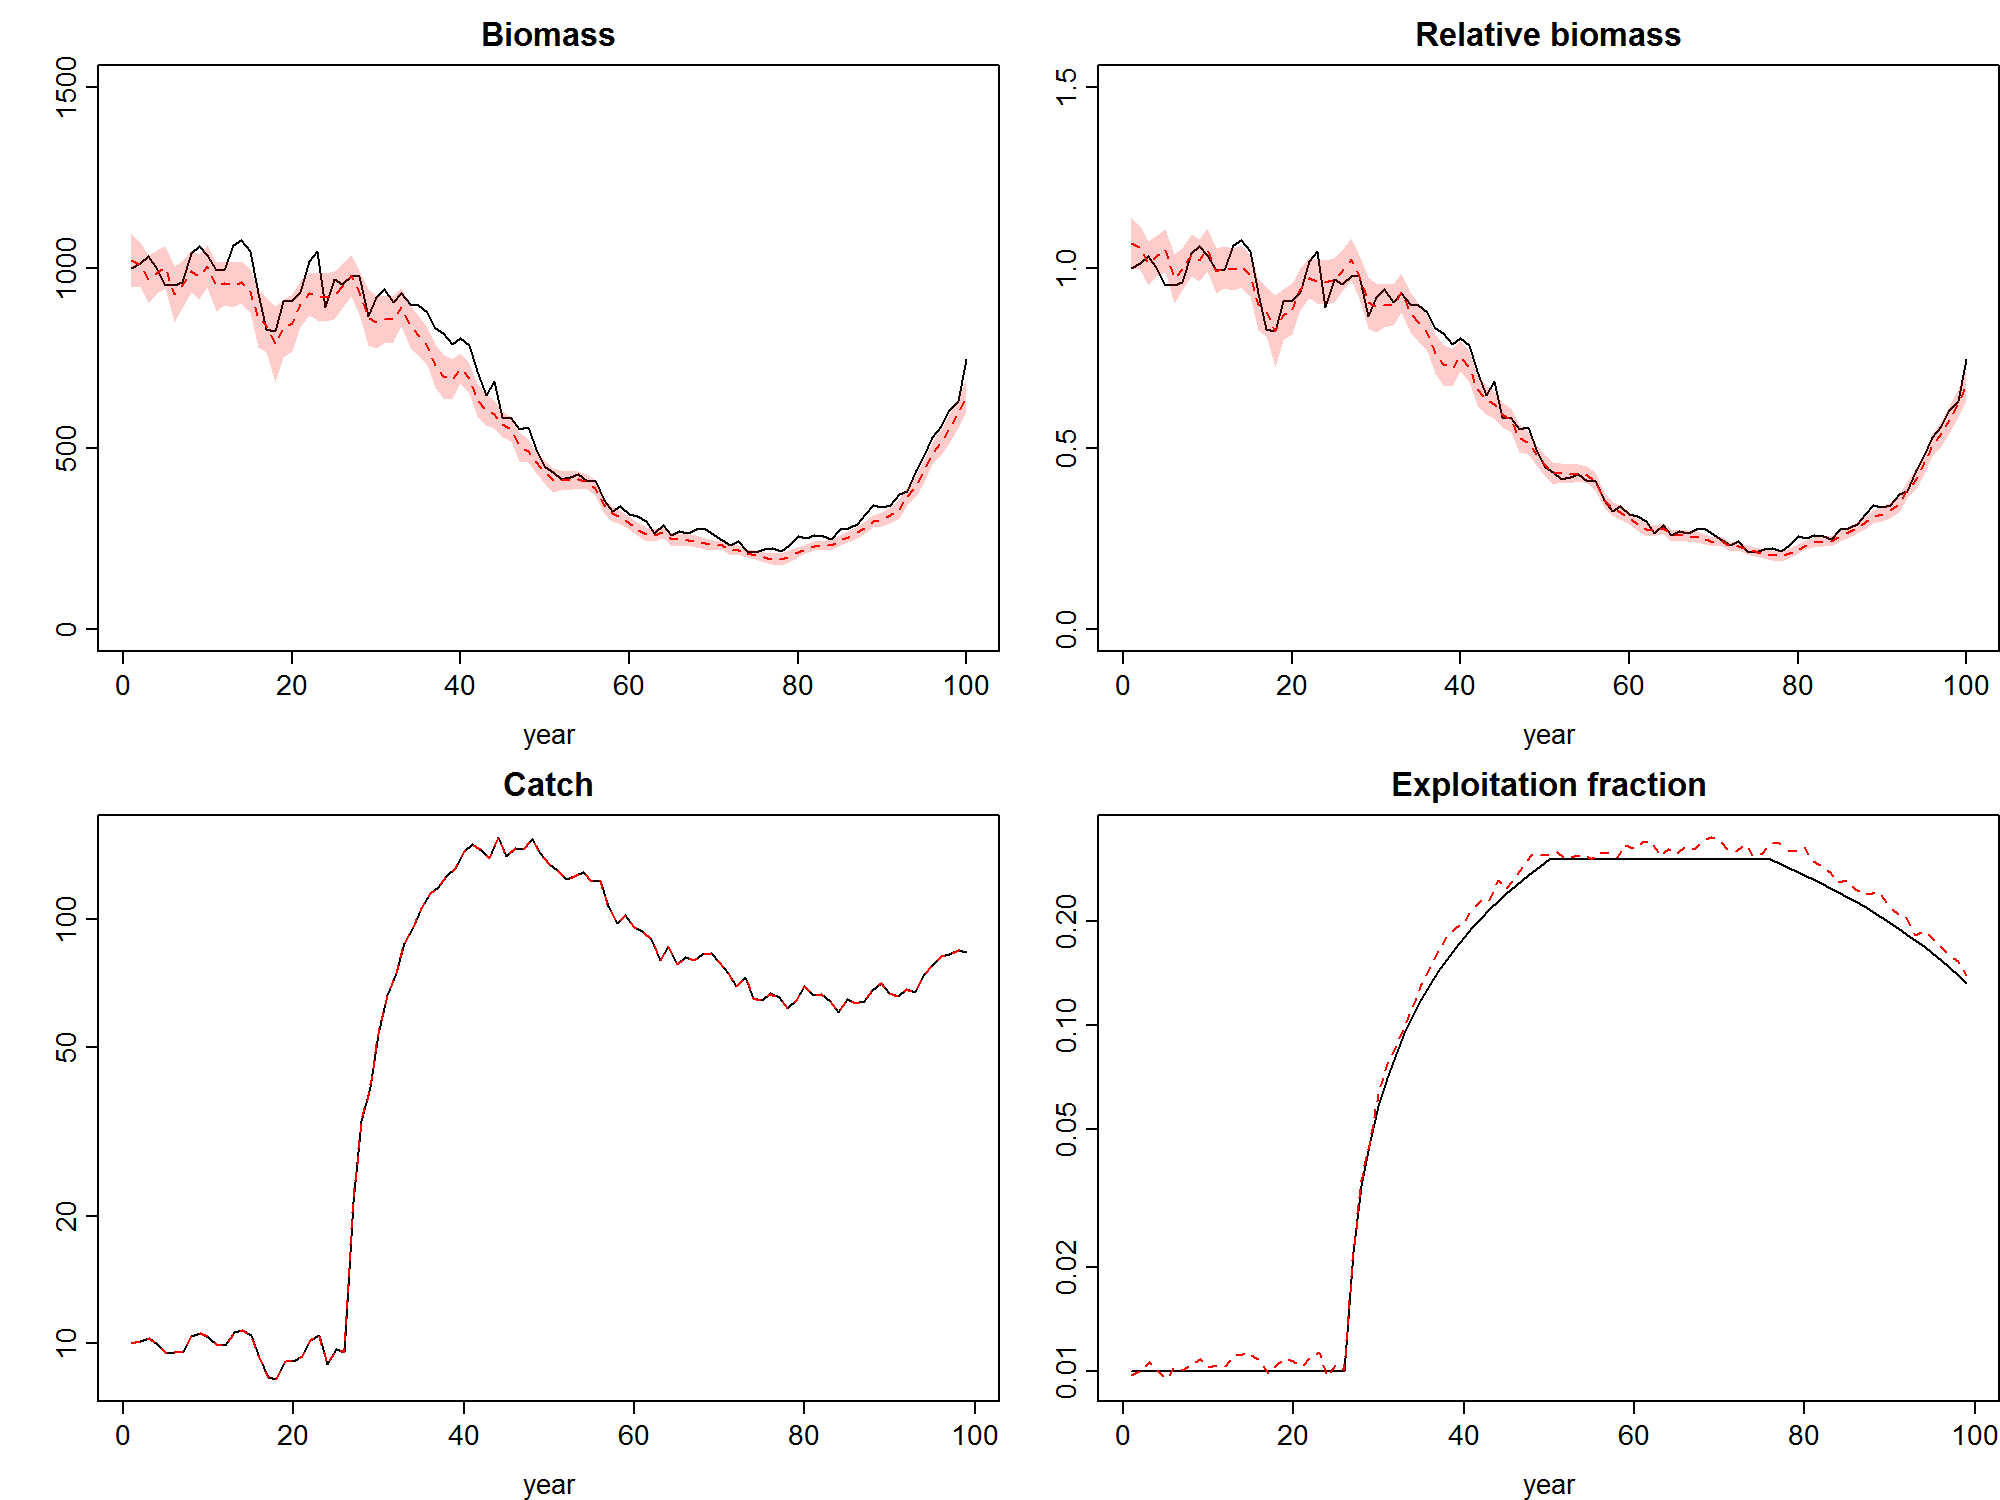 Biomass
1500
1000
500
0
0 20 40 60 80 100
year
Relative biomass
1.5
1.0
0.5
0.0
0 20 40 60 80 100
year
Catch
100
50
20
10
0 20 40 60 80 100
year
Exploitation fraction
0.20
0.10
0.05
0.02
0.01
0 20 40 60 80 100
year